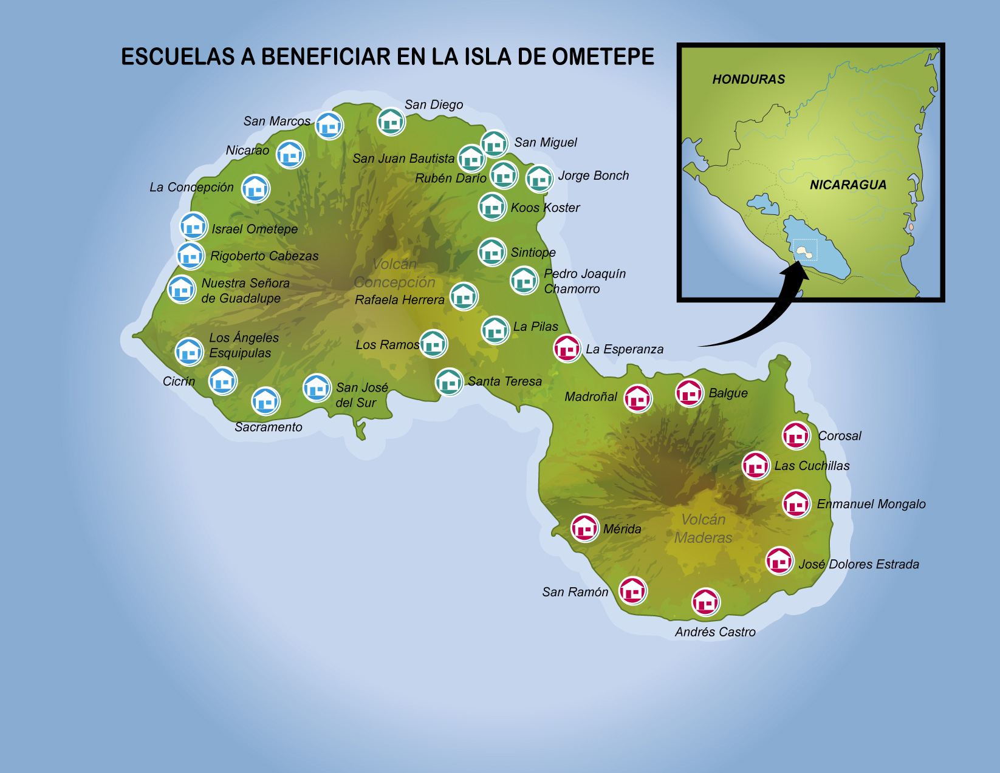 ESCUELAS A BENEFICIAR EN LA ISLA DE OMETEPE
HONDURAS
NICARAGUA
San Diego
San Marcos
San Miguel
Nicarao
San Juan Bautista
Rubén Darío
Jorge Bonch
La Concepción
Koos Koster
Israel Ometepe
Sintiope
Rigoberto Cabezas
Volcán
Concepción
Pedro Joaquín
Chamorro
Nuestra Señora
de Guadalupe
Rafaela Herrera
La Pilas
Los Ángeles
Esquipulas
Los Ramos
La Esperanza
Cicrín
San José
del Sur
Santa Teresa
Madroñal
Balgue
Sacramento
Corosal
Las Cuchillas
Enmanuel Mongalo
Volcán
Maderas
Mérida
José Dolores Estrada
San Ramón
Andrés Castro